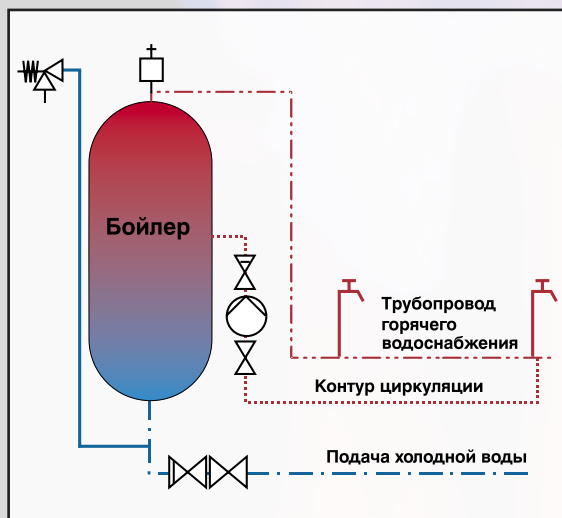 Бойлер
Трубопровод
горячего
водоснабжения
Контур циркуляции
Подача холодной воды